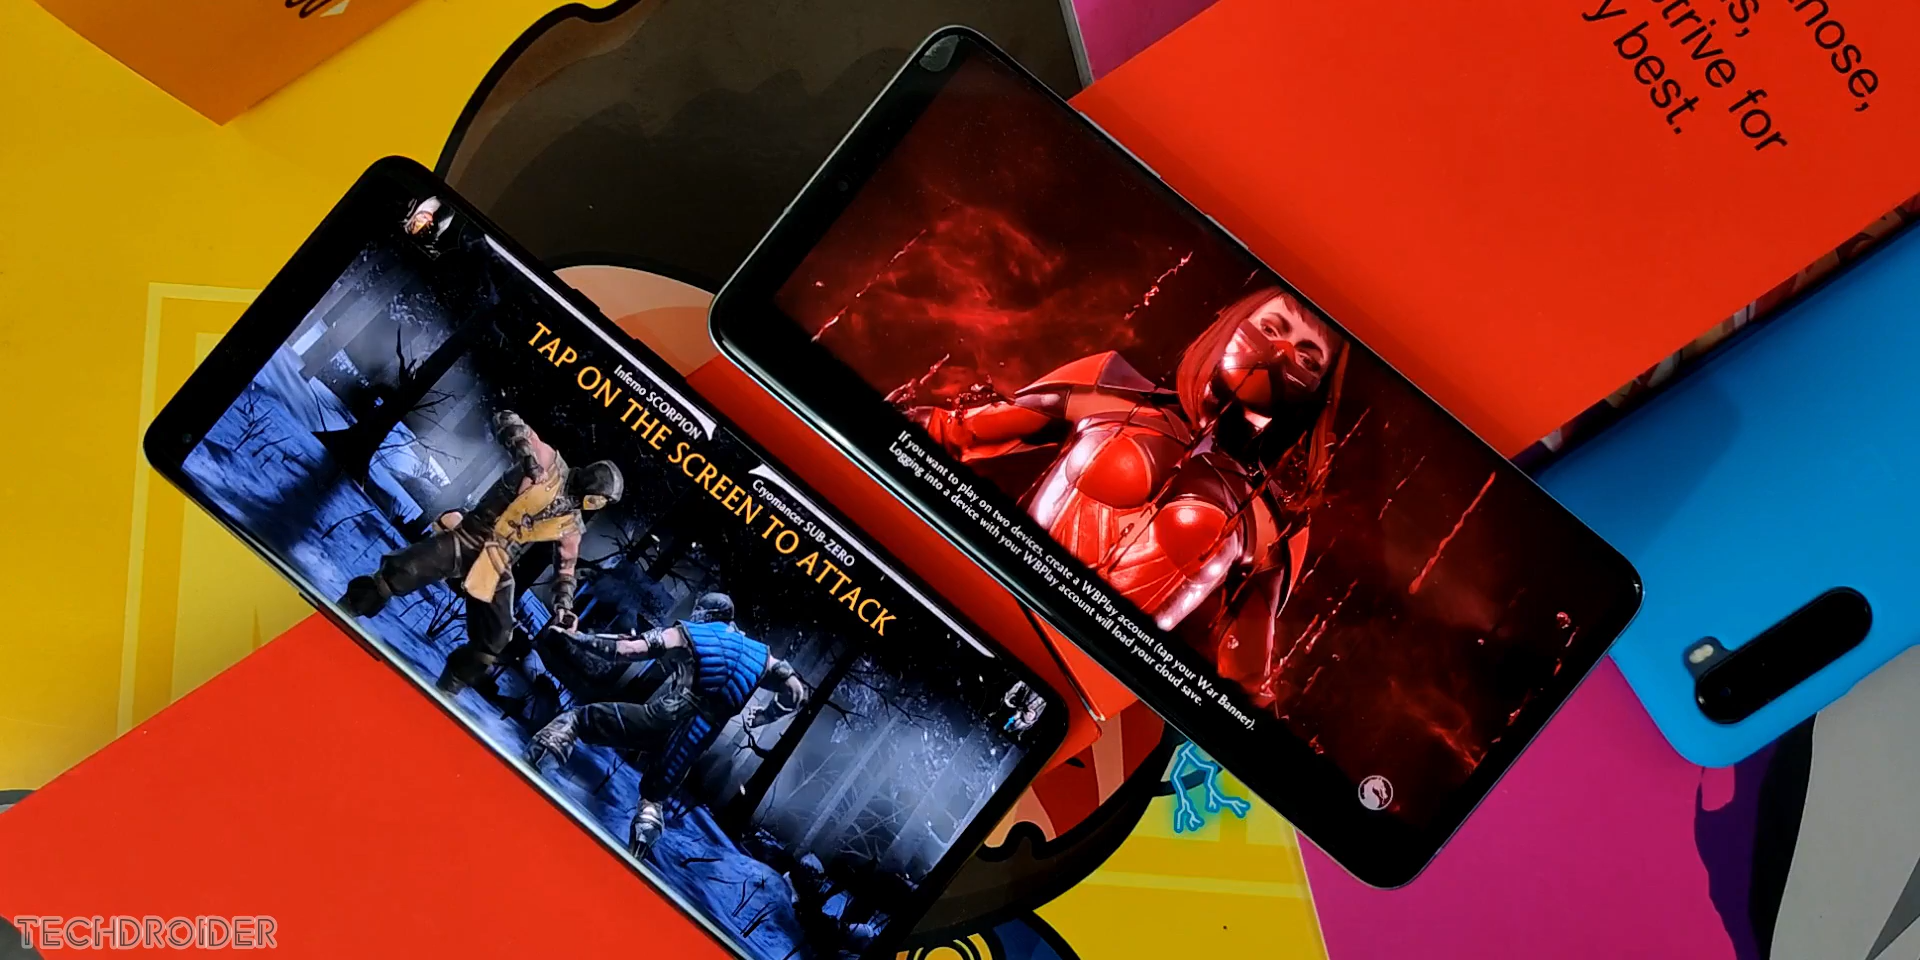 hose,
s,
trive for
y best.
Inferno SCORPION
Cryomancer SUB-ZERO
TAP ON THE SCREEN TO ATTACK
If you want to play on two devices, create a WBPlay account (tap your War Banner).
Logging into a device with your WBPlay account will load your cloud save.
TECHDROIDER